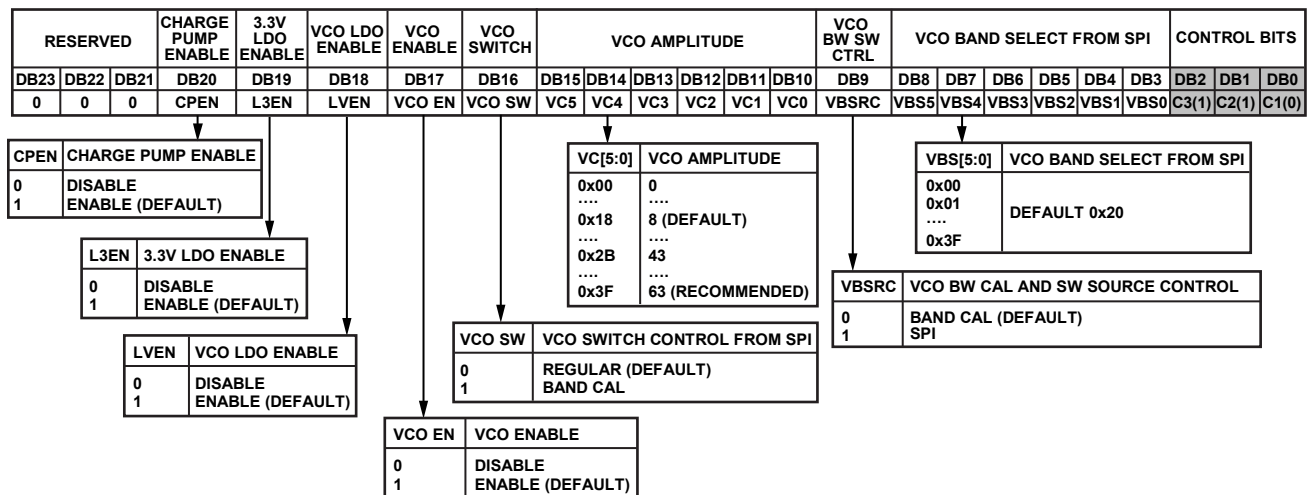 RESERVED
CHARGE PUMP ENABLE
3.3V LDO ENABLE
VCO LDO ENABLE
VCO ENABLE
VCO SWITCH
VCO AMPLITUDE
VCO BW SW CTRL
VCO BAND SELECT FROM SPI
CONTROL BITS
DB23 DB22 DB21 DB20 DB19 DB18 DB17 DB16 DB15 DB14 DB13 DB12 DB11 DB10 DB9 DB8 DB7 DB6 DB5 DB4 DB3 DB2 DB1 DB0
0 0 0 CPEN L3EN LVEN VCO EN VCO SW VC5 VC4 VC3 VC2 VC1 VC0 VBSRC VBS5 VBS4 VBS3 VBS2 VBS1 VBS0 C3(1) C2(1) C1(0)
CPEN CHARGE PUMP ENABLE
0 DISABLE
1 ENABLE (DEFAULT)
L3EN 3.3V LDO ENABLE
0 DISABLE
1 ENABLE (DEFAULT)
LVEN VCO LDO ENABLE
0 DISABLE
1 ENABLE (DEFAULT)
VCO EN VCO ENABLE
0 DISABLE
1 ENABLE (DEFAULT)
VCO SW VCO SWITCH CONTROL FROM SPI
0 REGULAR (DEFAULT)
1 BAND CAL
VC[5:0] VCO AMPLITUDE
0x00 0
.... ....
0x18 8 (DEFAULT)
.... ....
0x2B 43
.... ....
0x3F 63 (RECOMMENDED)
VBSRC VCO BW CAL AND SW SOURCE CONTROL
0 BAND CAL (DEFAULT)
1 SPI
VBS[5:0] VCO BAND SELECT FROM SPI
0x00
0x01
DEFAULT 0x20
....
0x3F